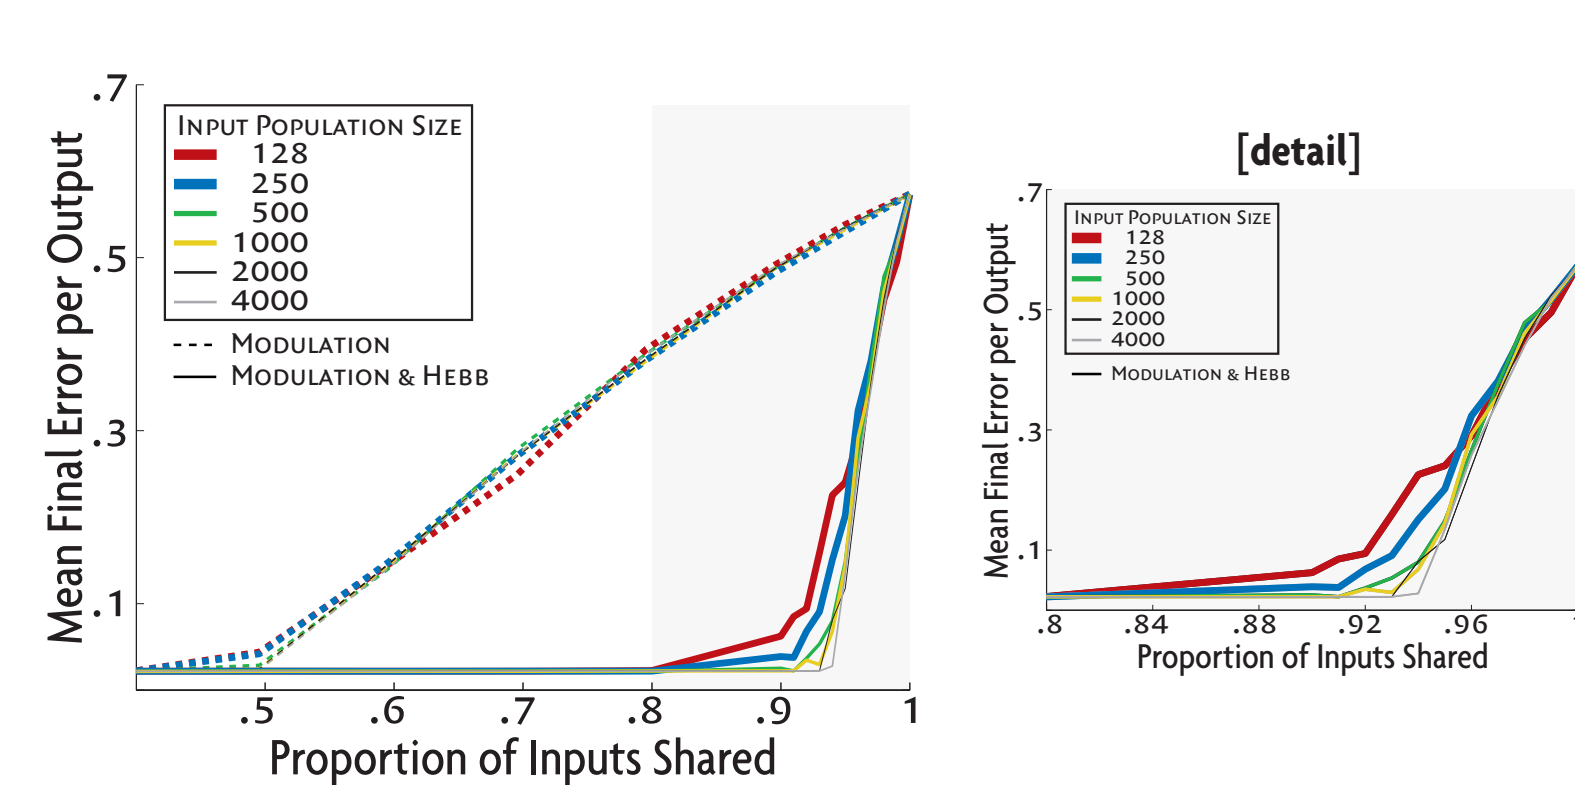 .7
.5
.3
.1
Mean Final Error per Output
INPUT POPULATION SIZE
128
250
500
1000
2000
4000
MODULATION
MODULATION & HEBB
.5 .6 .7 .8 .9 1
Proportion of Inputs Shared
[detail]
.7
.5
.3
.1
Mean Final Error per Output
INPUT POPULATION SIZE
128
250
500
1000
2000
4000
MODULATION & HEBB
.8 .84 .88 .92 .96
Proportion of Inputs Shared